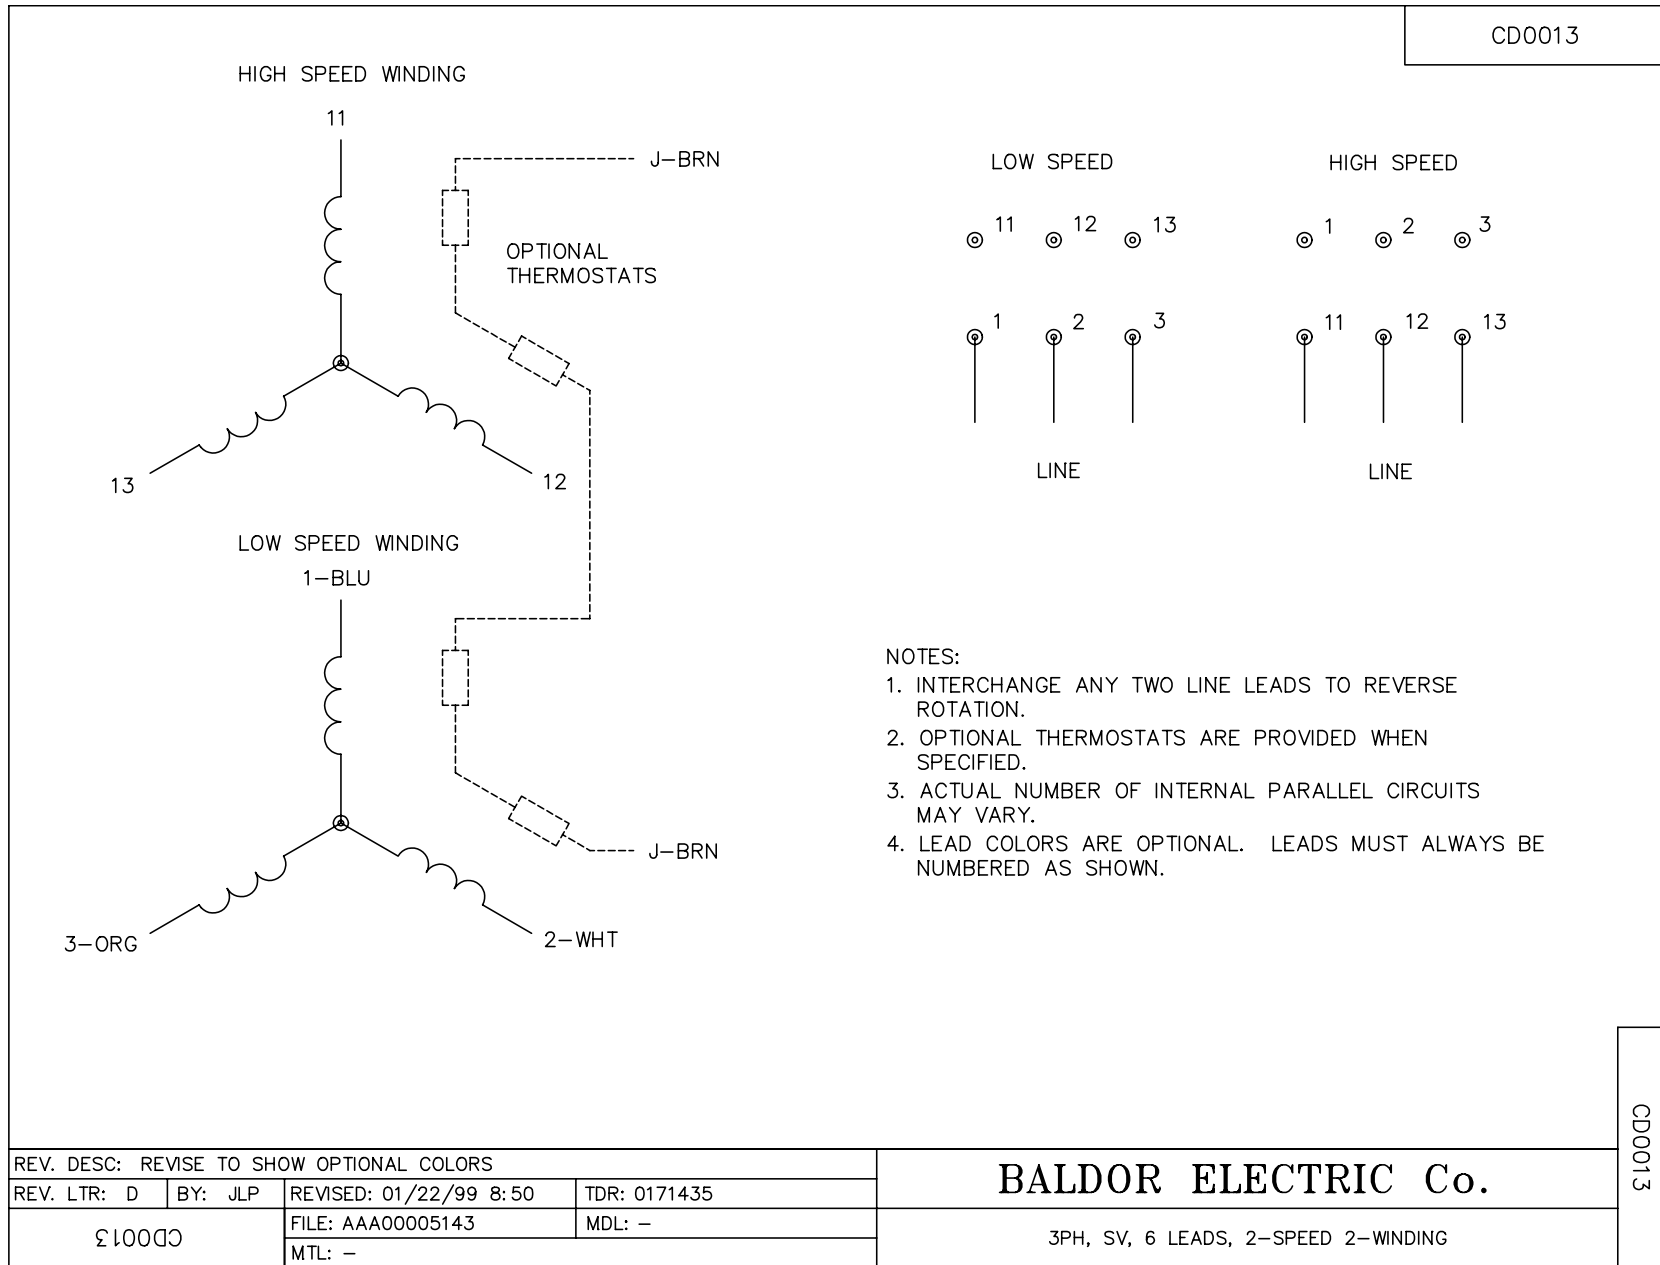 CD0013
HIGH SPEED WINDING
11
J-BRN
OPTIONAL
THERMOSTATS
13
12
LOW SPEED WINDING
1-BLU
J-BRN
3-ORG
2-WHT
LOW SPEED
11 12 13
1 2 3
LINE
HIGH SPEED
1 2 3
11 12 13
LINE
NOTES:
1. INTERCHANGE ANY TWO LINE LEADS TO REVERSE
ROTATION.
2. OPTIONAL THERMOSTATS ARE PROVIDED WHEN
SPECIFIED.
3. ACTUAL NUMBER OF INTERNAL PARALLEL CIRCUITS
MAY VARY.
4. LEAD COLORS ARE OPTIONAL. LEADS MUST ALWAYS BE
NUMBERED AS SHOWN.
CD0013
REV. DESC: REVISE TO SHOW OPTIONAL COLORS
REV. LTR: D BY: JLP REVISED: 01/22/99 8:50 TDR: 0171435
CD0013
FILE: AAA00005143 MDL: -
MTL: -
BALDOR ELECTRIC Co.
3PH, SV, 6 LEADS, 2-SPEED 2-WINDING